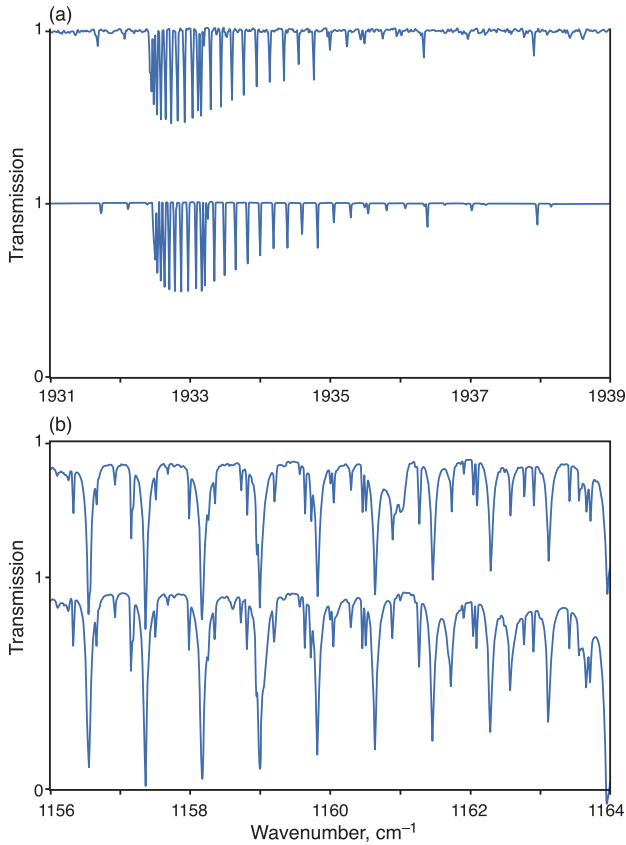 (a)
1
1
Transmission
0
1931 1933 1935 1937 1939
(b)
1
1
Transmission
0
1156 1158 1160 1162 1164
Wavenumber, cm⁻¹